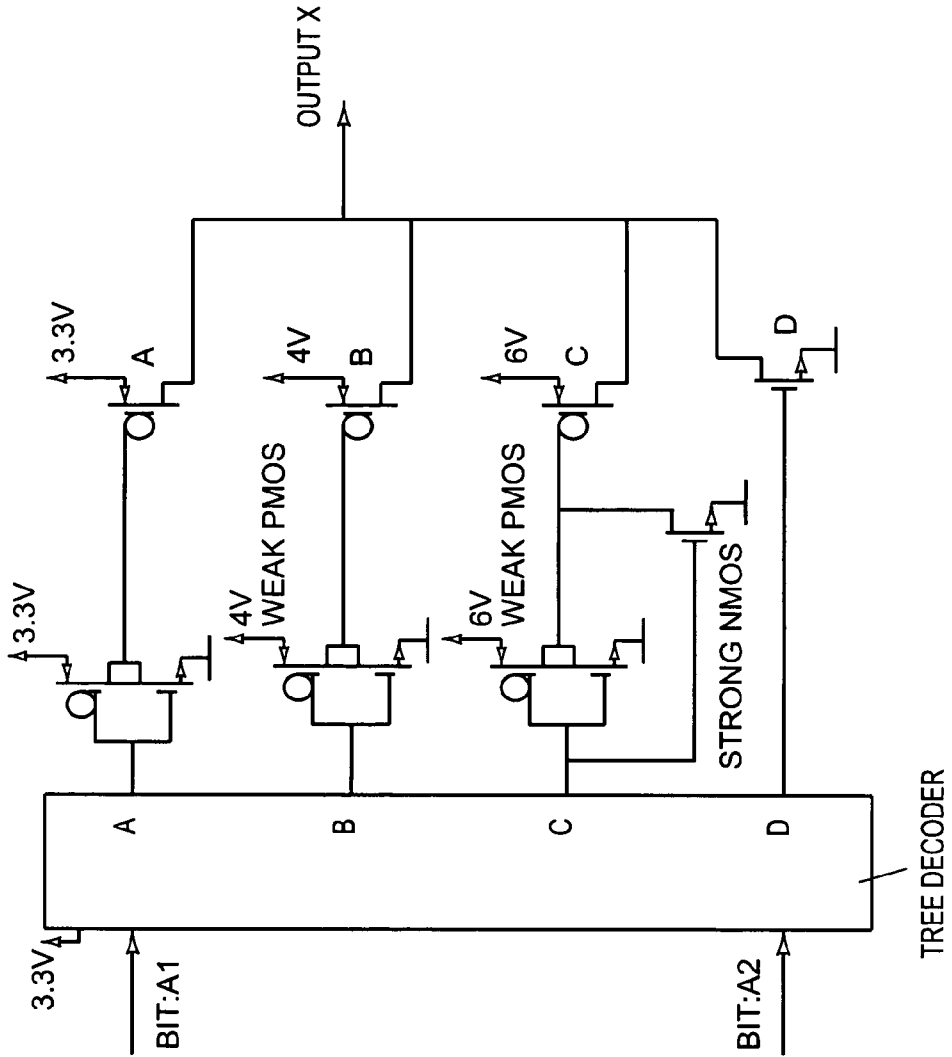 3.3V
BIT:A1
BIT:A2
TREE DECODER
A
B
C
D
3.3V
4V
WEAK PMOS
6V
WEAK PMOS
STRONG NMOS
3.3V
A
4V
B
6V
C
D
OUTPUT X